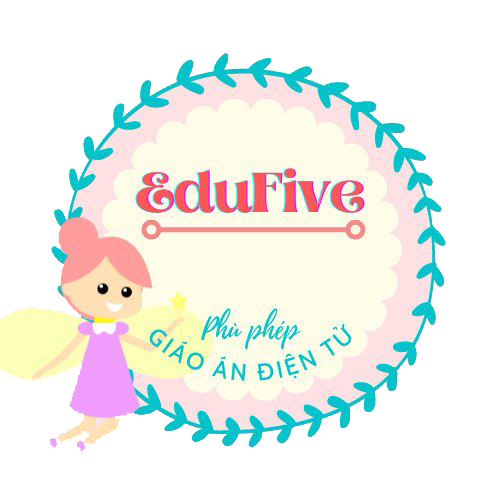 EduFive
Phù phép
GIÁO ÁN ĐIỆN TỬ